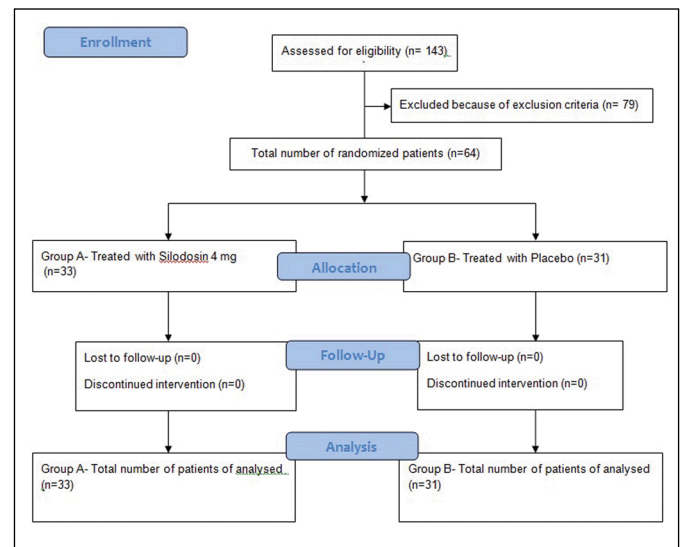 Enrollment
Assessed for eligibility (n= 143)
Excluded because of exclusion criteria (n= 79)
Total number of randomized patients (n=64)
Group A- Treated with Silodosin 4 mg
(n=33)
Allocation
Group B- Treated with Placebo (n=31)
Lost to follow-up (n=0)
Discontinued intervention (n=0)
Follow-Up
Lost to follow-up (n=0)
Discontinued intervention (n=0)
Analysis
Group A- Total number of patients of analysed
(n=33)
Group B- Total number of patients of analysed
(n=31)